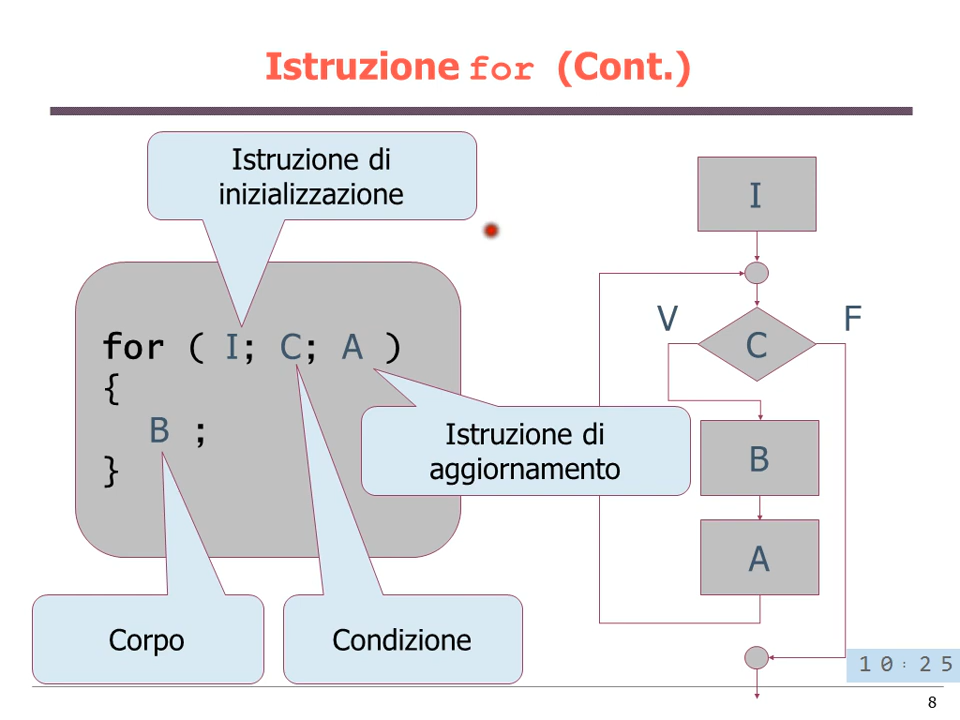 Istruzione for (Cont.)
Istruzione di
inizializzazione
for ( I; C; A )
{
B ;
}
Istruzione di
aggiornamento
Corpo
Condizione
I
V
F
C
B
A
10:25
8